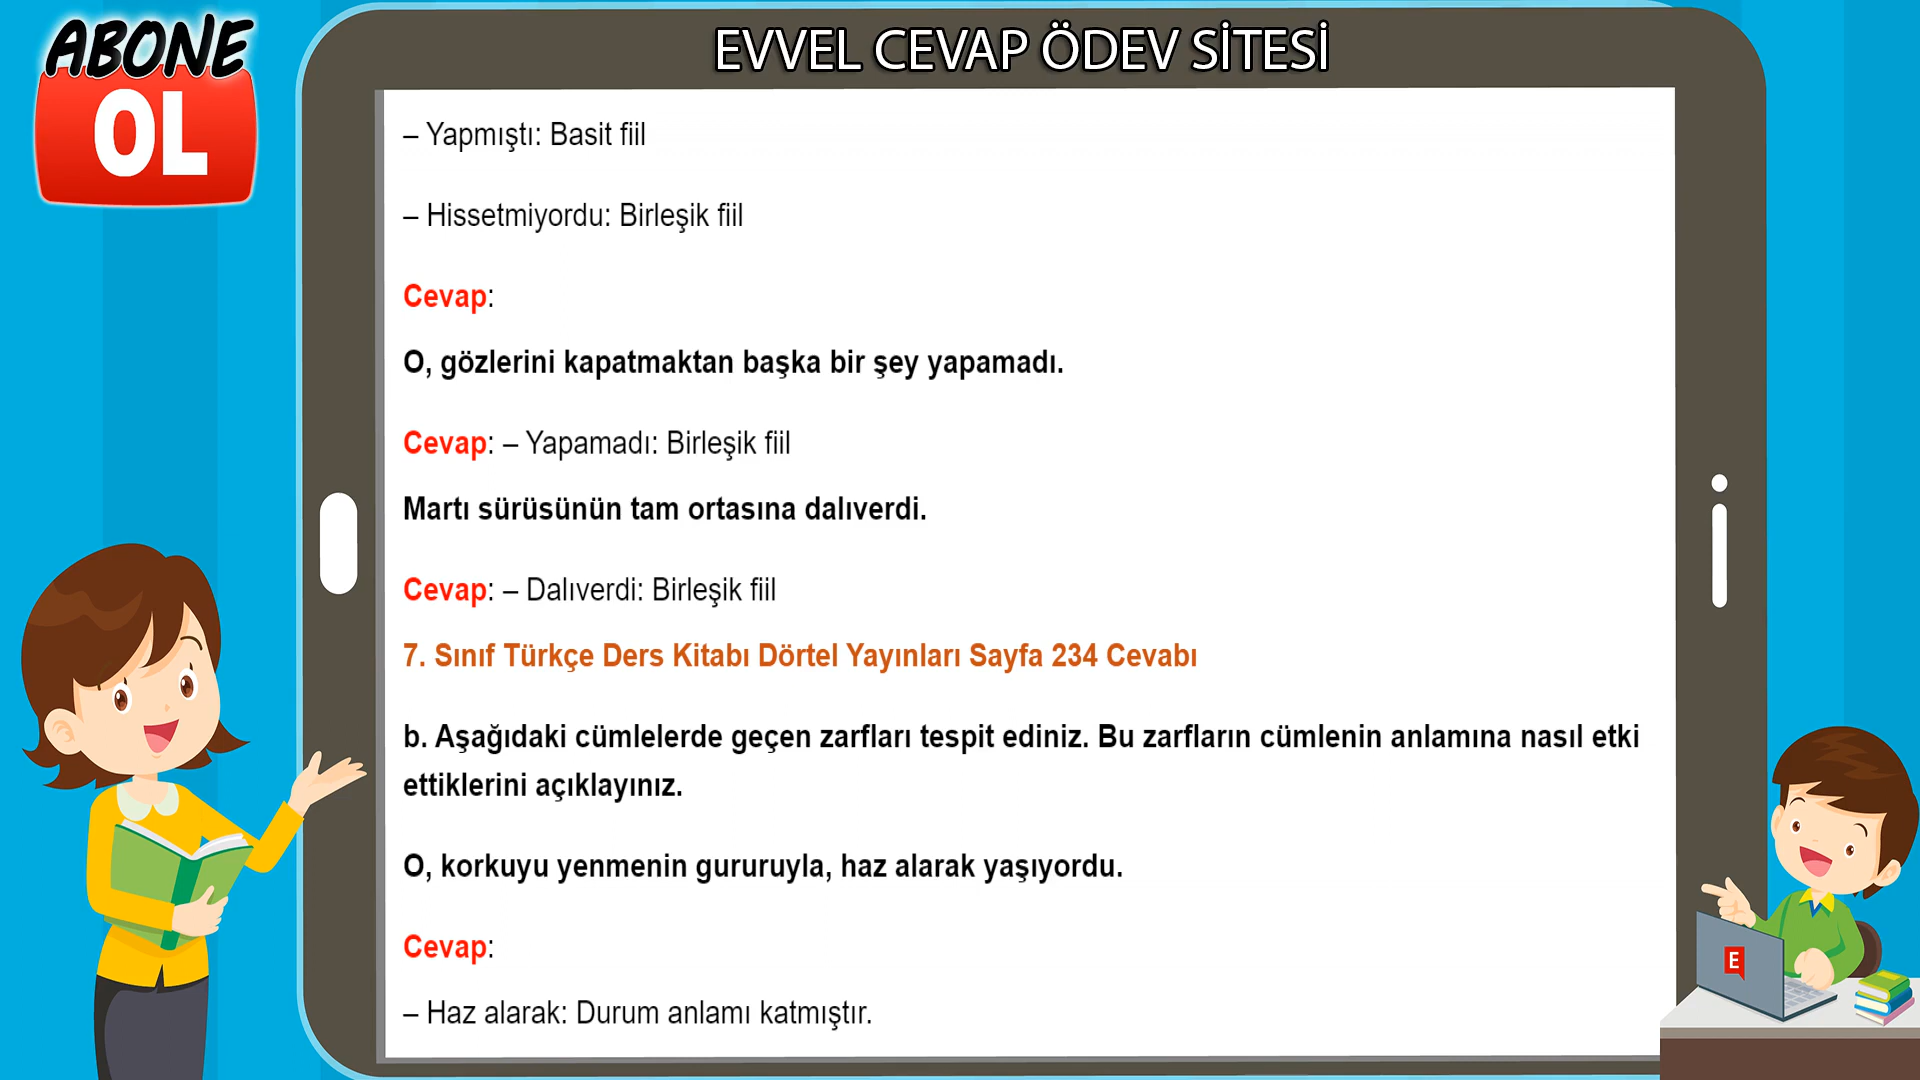 ABONE
OL
EVVEL CEVAP ÖDEV SİTESİ
– Yapmıştı: Basit fiil
– Hissetmiyordu: Birleşik fiil
Cevap:
O, gözlerini kapatmaktan başka bir şey yapamadı.
Cevap: – Yapamadı: Birleşik fiil
Martı sürüsünün tam ortasına dalıverdi.
Cevap: – Dalıverdi: Birleşik fiil
7. Sınıf Türkçe Ders Kitabı Dörtel Yayınları Sayfa 234 Cevabı
b. Aşağıdaki cümlelerde geçen zarfları tespit ediniz. Bu zarfların cümlenin anlamına nasıl etki
ettiklerini açıklayınız.
O, korkuyu yenmenin gururuyla, haz alarak yaşıyordu.
Cevap:
– Haz alarak: Durum anlamı katmıştır.
E